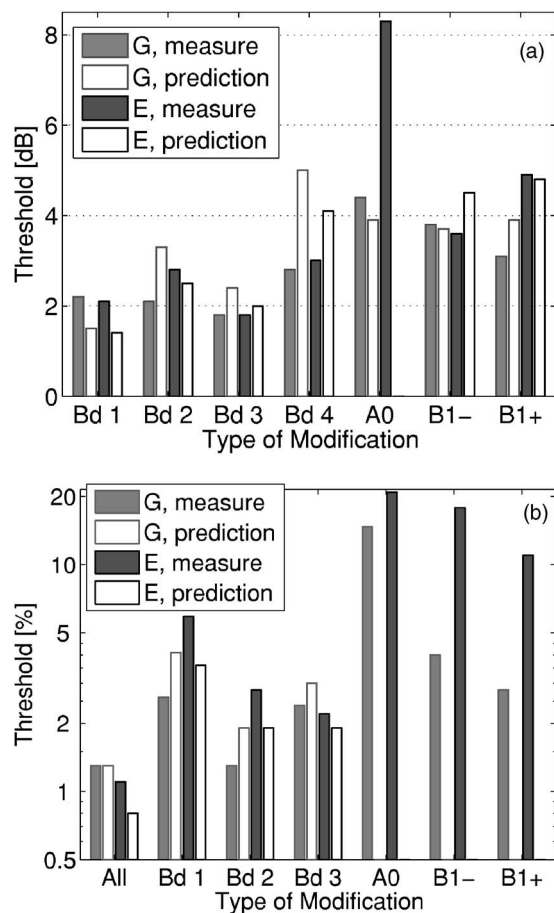 8
6
4
2
0
Threshold [dB]
(a)
G, measure
G, prediction
E, measure
E, prediction
Bd 1 Bd 2 Bd 3 Bd 4 A0 B1− B1+
Type of Modification
20
10
5
2
1
0.5
Threshold [%]
(b)
G, measure
G, prediction
E, measure
E, prediction
All Bd 1 Bd 2 Bd 3 A0 B1− B1+
Type of Modification